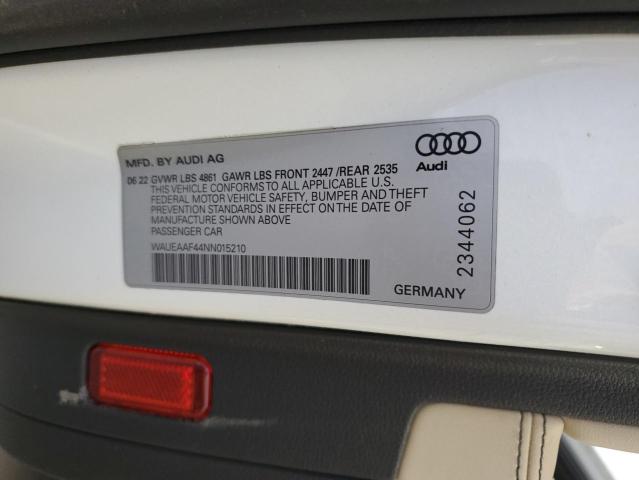 MFD. BY AUDI AG
06 22 GVWR LBS 4861 GAWR LBS FRONT 2447 /REAR 2535
THIS VEHICLE CONFORMS TO ALL APPLICABLE U.S.
FEDERAL MOTOR VEHICLE SAFETY, BUMPER AND THEFT
PREVENTION STANDARDS IN EFFECT ON THE DATE OF
MANUFACTURE SHOWN ABOVE
PASSENGER CAR
WAUEAAF44NN015210
GERMANY
Audi
2344062